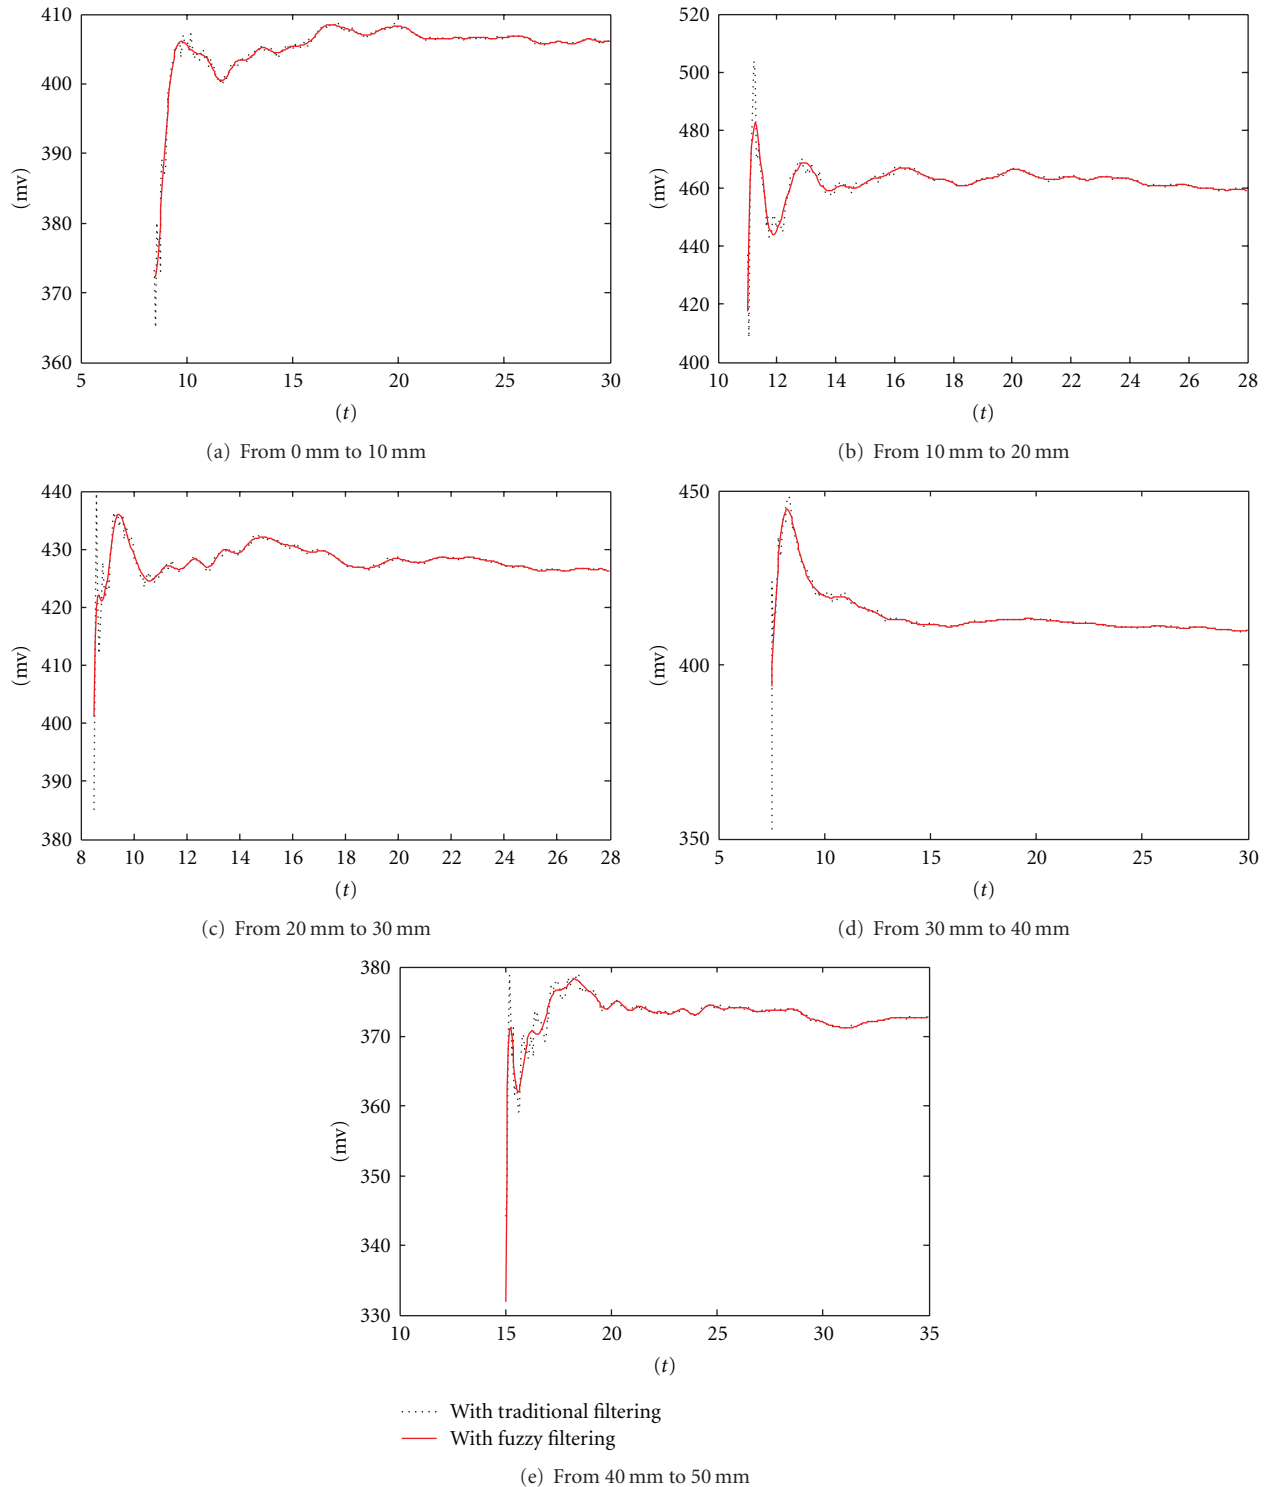 410
400
390
380
370
360
(mv)
5 10 15 20 25 30
(t)
(a) From 0 mm to 10 mm
520
500
480
460
440
420
400
(mv)
10 12 14 16 18 20 22 24 26 28
(t)
(b) From 10 mm to 20 mm
440
430
420
410
400
390
380
(mv)
8 10 12 14 16 18 20 22 24 26 28
(t)
(c) From 20 mm to 30 mm
450
400
350
(mv)
5 10 15 20 25 30
(t)
(d) From 30 mm to 40 mm
380
370
360
350
340
330
(mv)
10 15 20 25 30 35
(t)
With traditional filtering
With fuzzy filtering
(e) From 40 mm to 50 mm